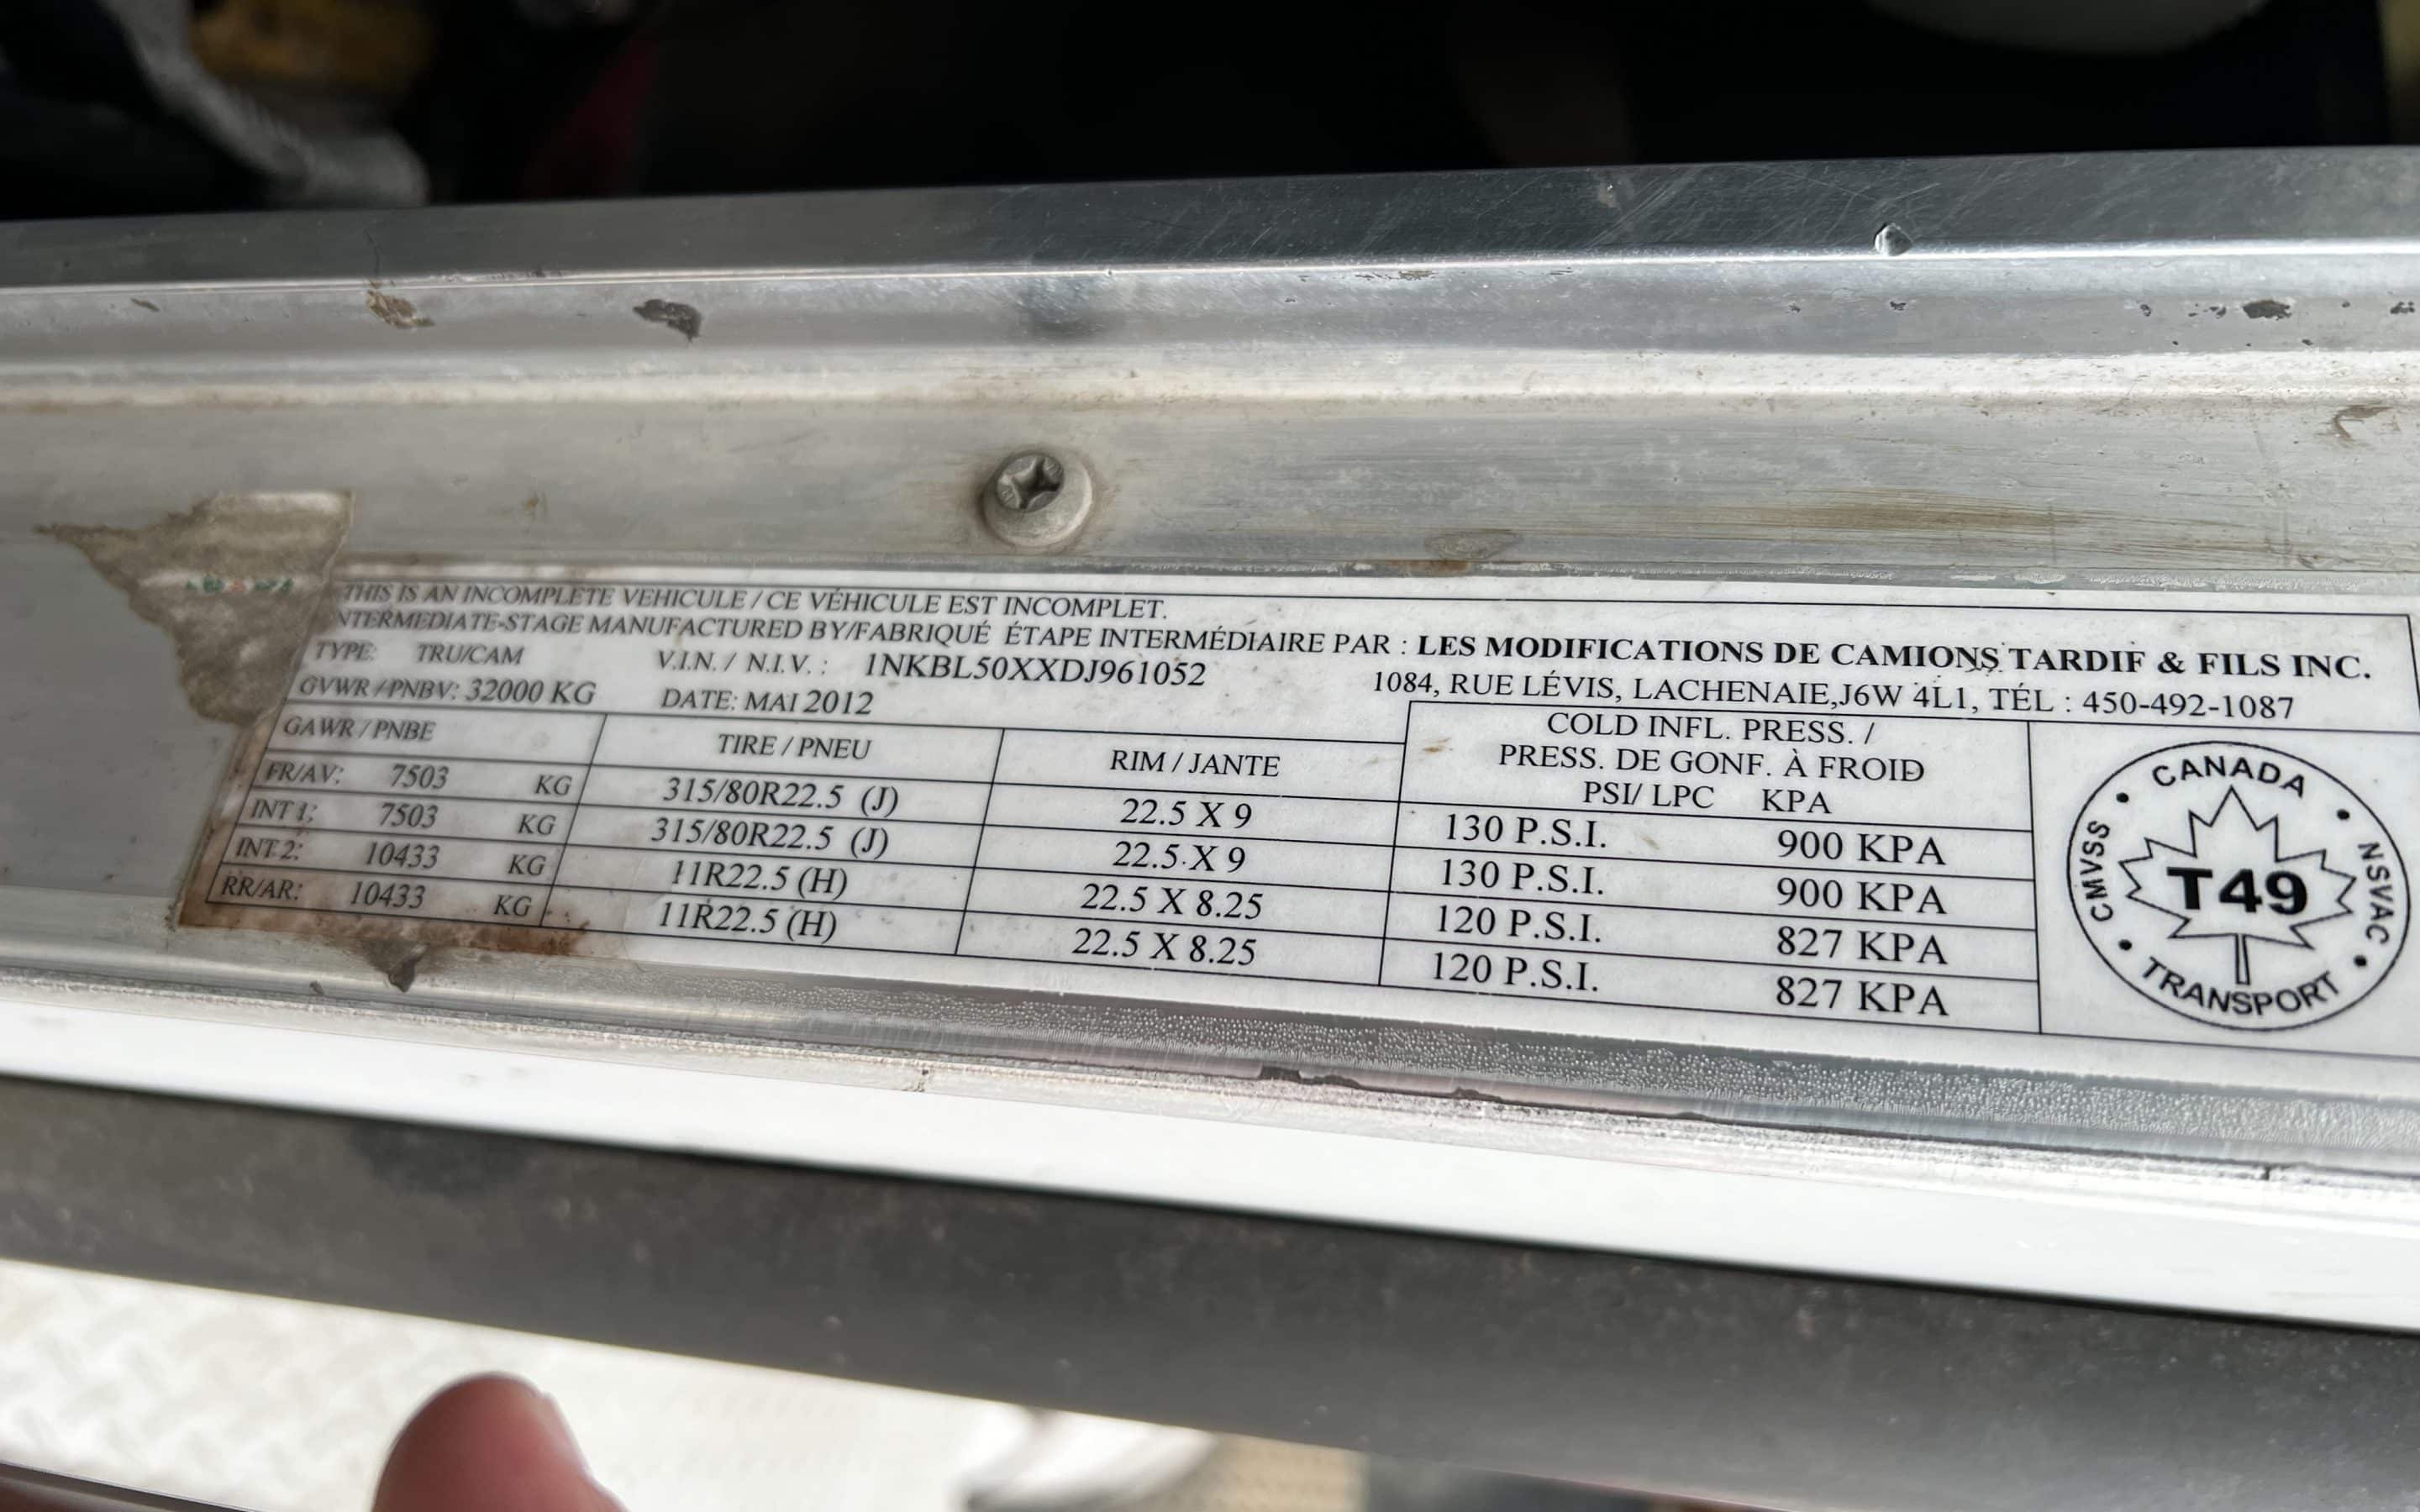 THIS IS AN INCOMPLETE VEHICULE / CE VÉHICULE EST INCOMPLET.
INTERMEDIATE-STAGE MANUFACTURED BY/FABRIQUÉ ÉTAPE INTERMÉDIAIRE PAR : LES MODIFICATIONS DE CAMIONS TARDIF & FILS INC.
TYPE: TRU/CAM V.I.N. / N.I.V. : 1NKBL50XXDJ961052 1084, RUE LÉVIS, LACHENAIE,J6W 4L1, TÉL : 450-492-1087
GVWR/PNBV: 32000 KG DATE: MAI 2012
GAWR / PNBE TIRE / PNEU RIM / JANTE COLD INFL. PRESS. /
PRESS. DE GONF. À FROID
PSI/ LPC KPA
FR/AV: 7503 KG 315/80R22.5 (J) 22.5 X 9 130 P.S.I. 900 KPA
INT 1: 7503 KG 315/80R22.5 (J) 22.5 X 9 130 P.S.I. 900 KPA
INT 2: 10433 KG 11R22.5 (H) 22.5 X 8.25 120 P.S.I. 827 KPA
RR/AR: 10433 KG 11R22.5 (H) 22.5 X 8.25 120 P.S.I. 827 KPA
CANADA
CMVSS
T49
NSVAC
TRANSPORT